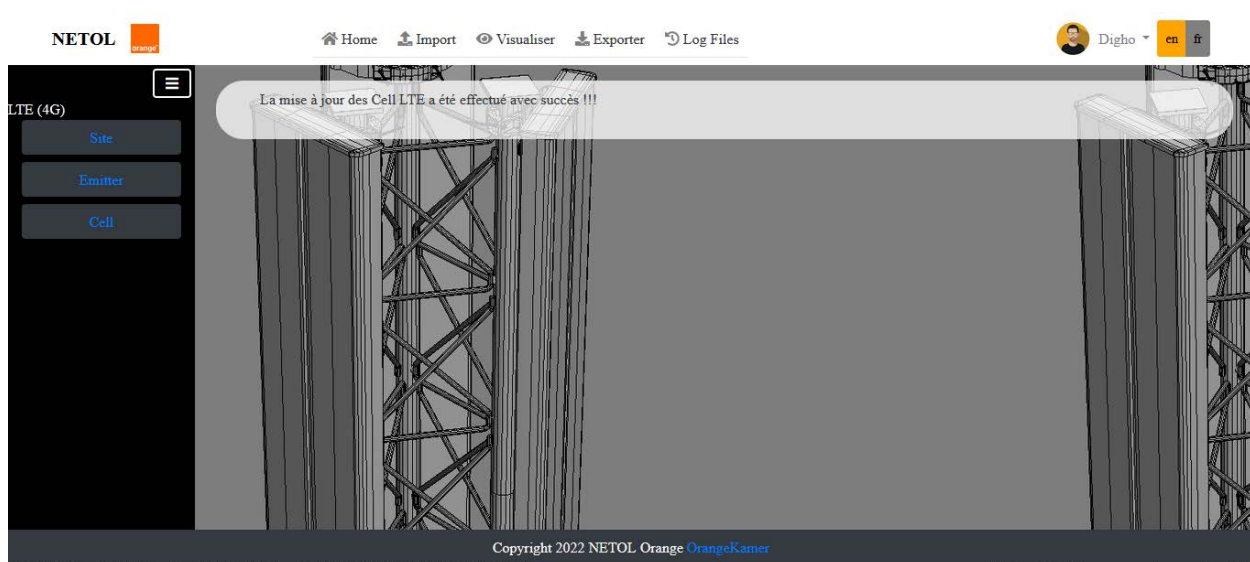 NETOL
orange™
Home Import Visualiser Exporter Log Files
Digho
en fr
LTE (4G)
La mise à jour des Cell LTE a été effectué avec succès !!!
Site
Emitter
Cell
Copyright 2022 NETOL Orange OrangeKamer